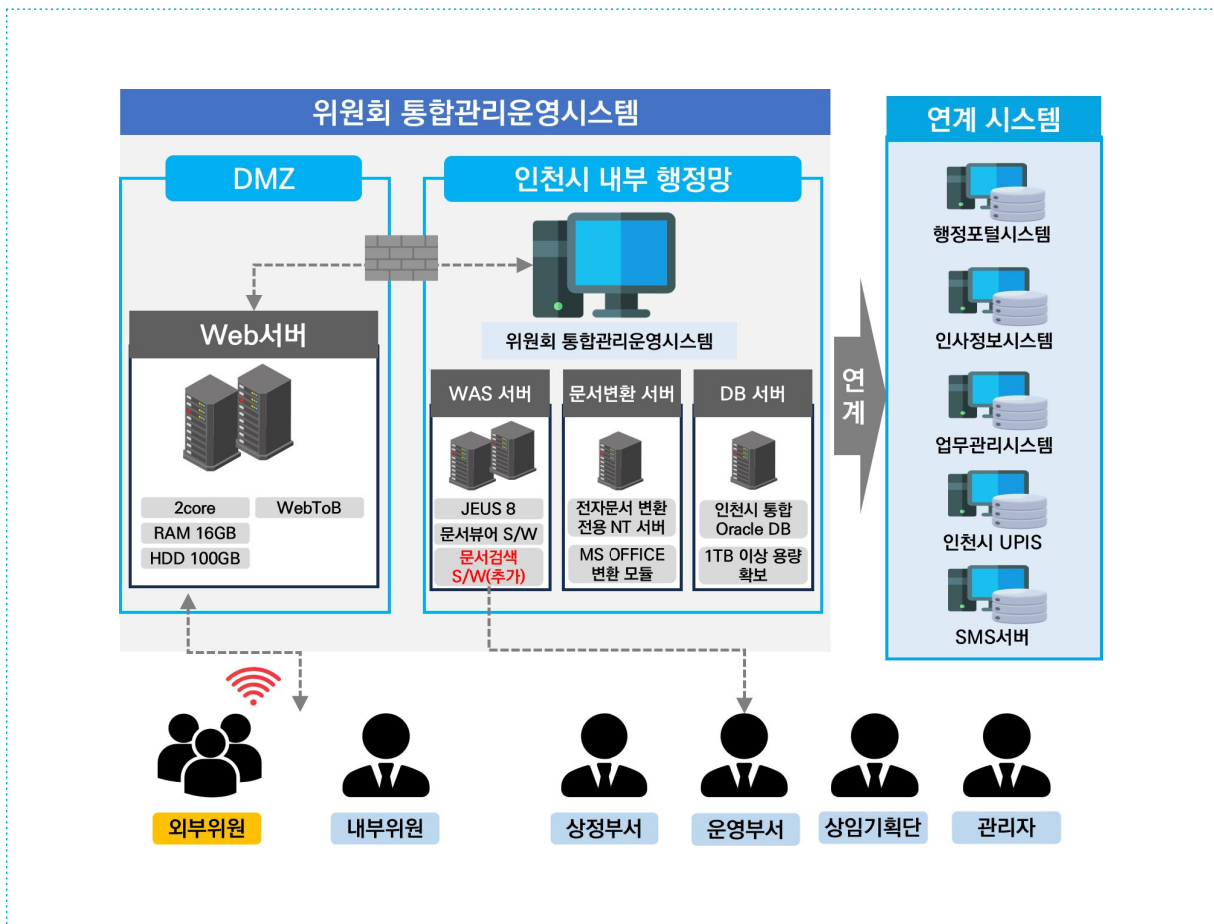 위원회 통합관리운영시스템
연계 시스템
DMZ
인천시 내부 행정망
행정포털시스템
Web서버
위원회 통합관리운영시스템
인사정보시스템
연
계
WAS 서버
문서변환 서버
DB 서버
업무관리시스템
2core
WebToB
RAM 16GB
HDD 100GB
JEUS 8
문서뷰어 S/W
문서검색
S/W(추가)
전자문서 변환
전용 NT 서버
MS OFFICE
변환 모듈
인천시 통합
Oracle DB
1TB 이상 용량
확보
인천시 UPIS
SMS서버
외부위원
내부위원
상정부서
운영부서
상임기획단
관리자